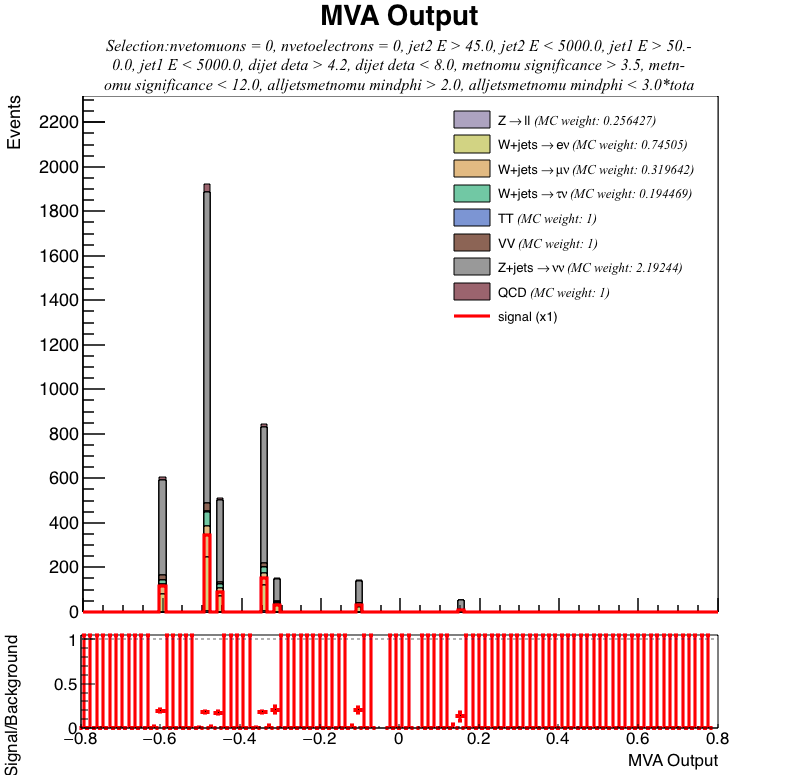 MVA Output
Selection:nvetomuons = 0, nvetoelectrons = 0, jet2 E > 45.0, jet2 E < 5000.0, jet1 E > 50.-
0.0, jet1 E < 5000.0, dijet deta > 4.2, dijet deta < 8.0, metnomu significance > 3.5, metn-
omu significance < 12.0, alljetsmetnomu mindphi > 2.0, alljetsmetnomu mindphi < 3.0*tota
Events
2200
2000
1800
1600
1400
1200
1000
800
600
400
200
0
Z→ll (MC weight: 0.256427)
W+jets→eν (MC weight: 0.74505)
W+jets→μν (MC weight: 0.319642)
W+jets→τν (MC weight: 0.194469)
TT (MC weight: 1)
VV (MC weight: 1)
Z+jets→νν (MC weight: 2.19244)
QCD (MC weight: 1)
signal (x1)
Signal/Background
1
0.5
0
−0.8 −0.6 −0.4 −0.2 0 0.2 0.4 0.6 0.8
MVA Output